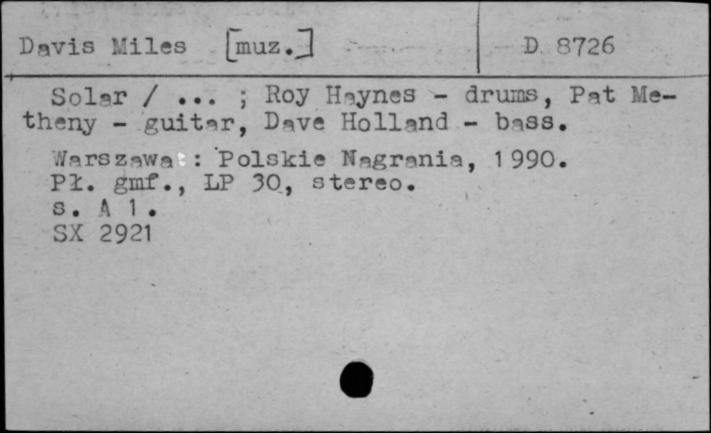 Davis Miles [muz.] D 8726
Solar / ... ; Roy Haynes - drums, Pat Me-
theny - guitar, Dave Holland - bass.
Warszawa : Polskie Nagrania, 1990.
Pł. gmf., LP 30, stereo.
s. A 1.
SX 2921